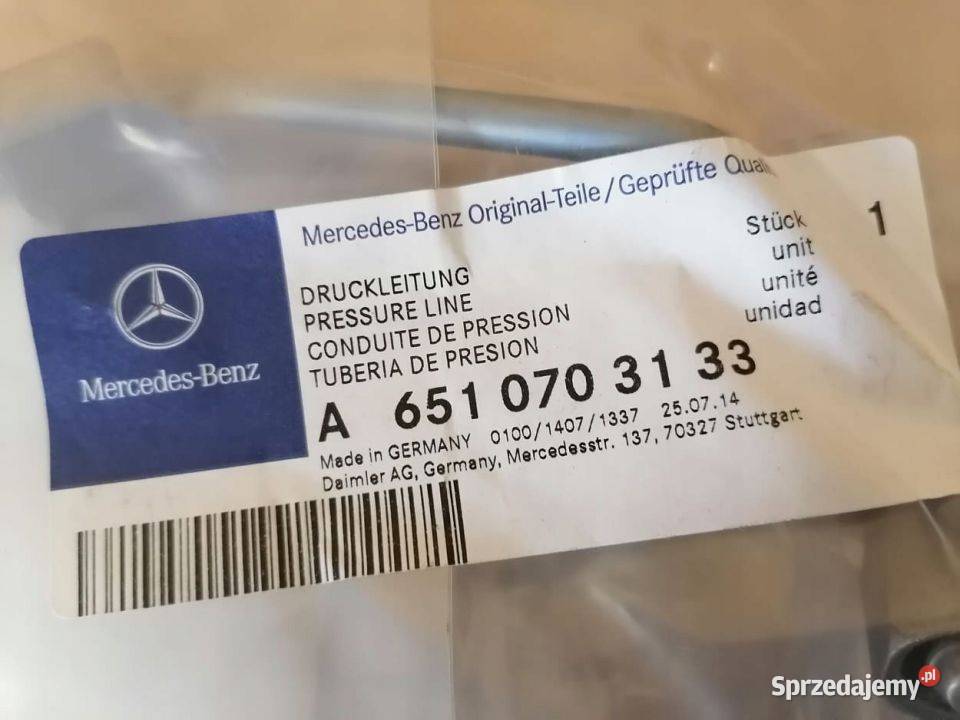 Mercedes-Benz Original-Teile/Geprüfte
Stück 1
unit
unité
unidad
DRUCKLEITUNG
PRESSURE LINE
CONDUITE DE PRESSION
TUBERIA DE PRESION
A 651 070 31 33
Made in GERMANY 0100/1407/1337 25.07.14
Daimler AG, Germany, Mercedesstr. 137, 70327 Stuttgart
Mercedes-Benz
Sprzedajemy.pl